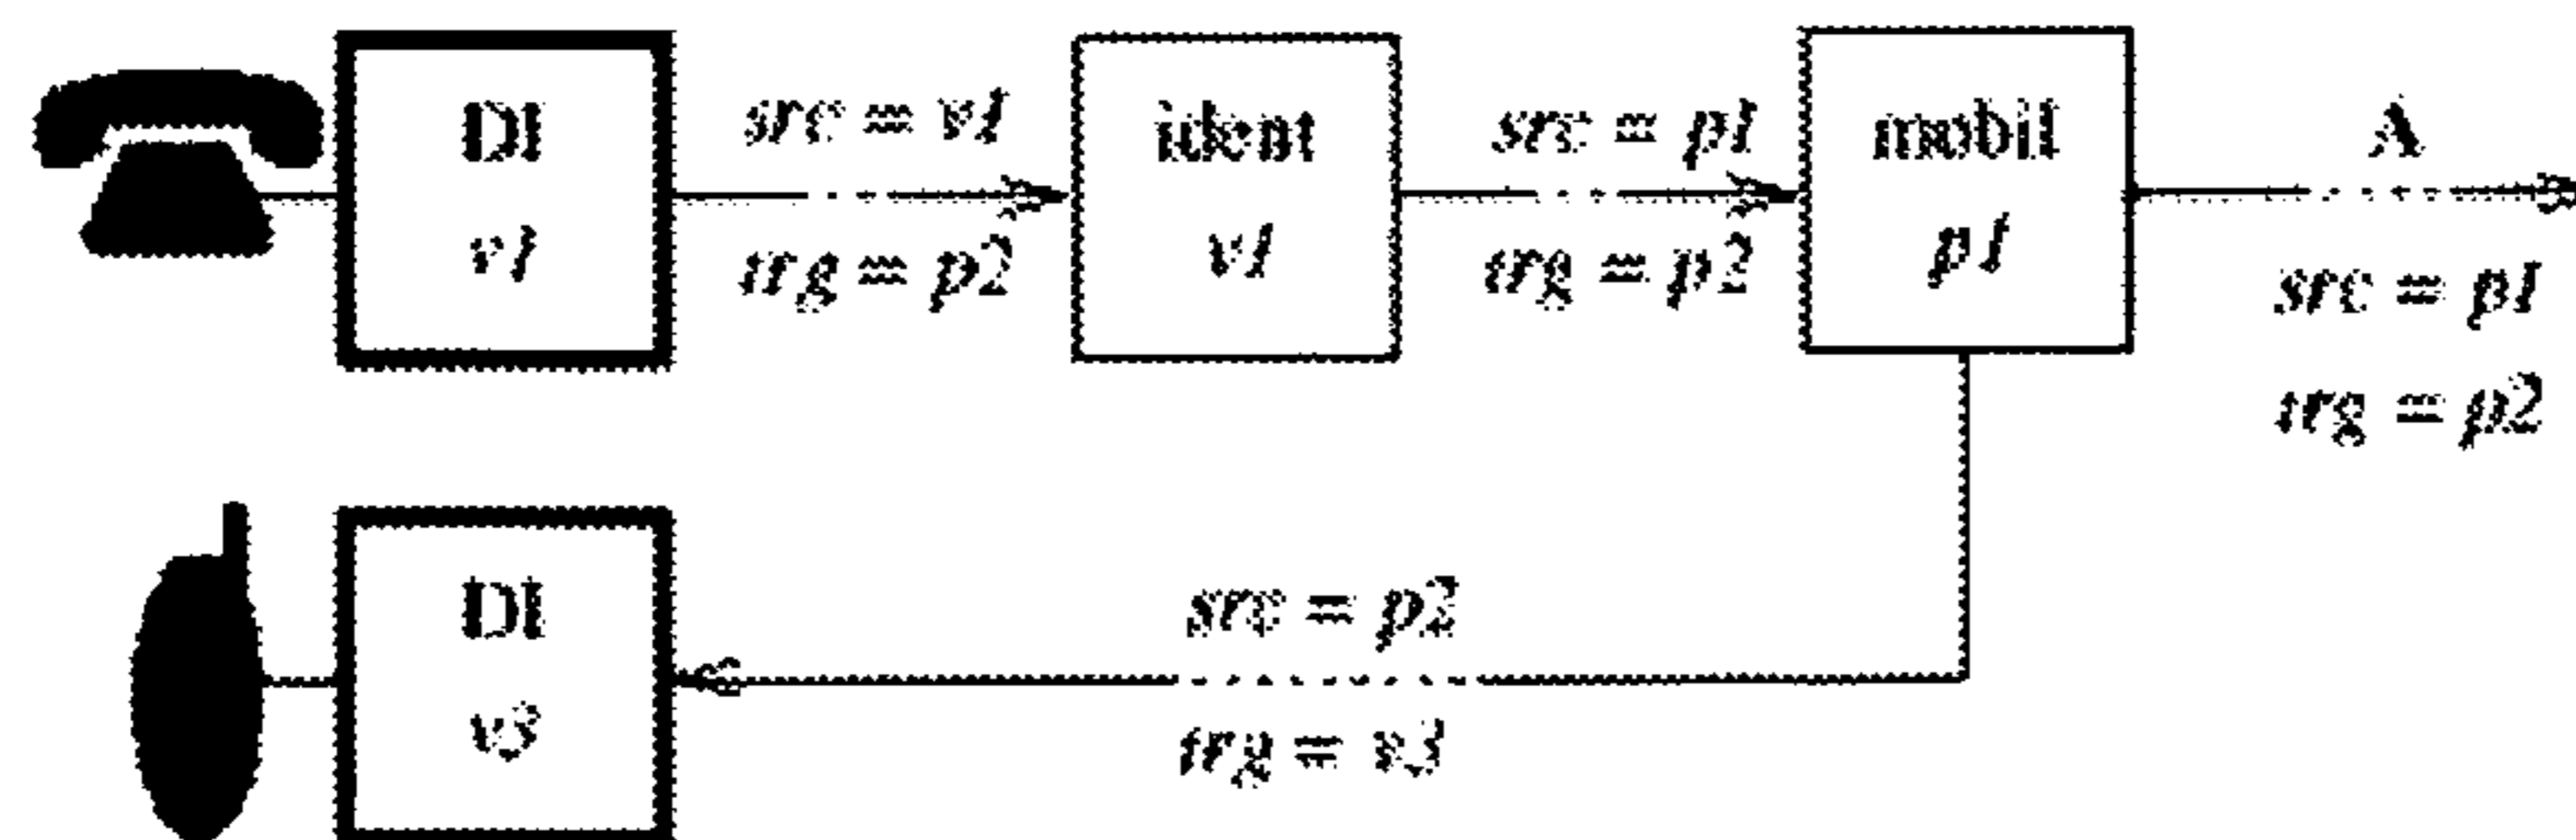 DI
v1
src = v1
trg = p2
ident
v1
src = p1
trg = p2
mobil
p1
A
src = p1
trg = p2
DI
v3
src = p2
trg = v3